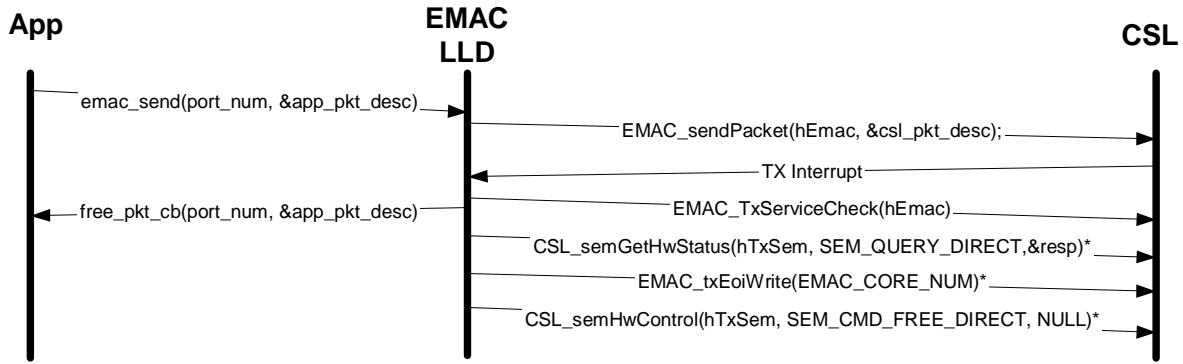 App
EMAC
LLD
CSL
emac_send(port_num, &app_pkt_desc)
EMAC_sendPacket(hEmac, &csl_pkt_desc);
TX Interrupt
free_pkt_cb(port_num, &app_pkt_desc)
EMAC_TxServiceCheck(hEmac)
CSL_semGetHwStatus(hTxSem, SEM_QUERY_DIRECT,&resp)*
EMAC_txEoiWrite(EMAC_CORE_NUM)*
CSL_semHwControl(hTxSem, SEM_CMD_FREE_DIRECT, NULL)*